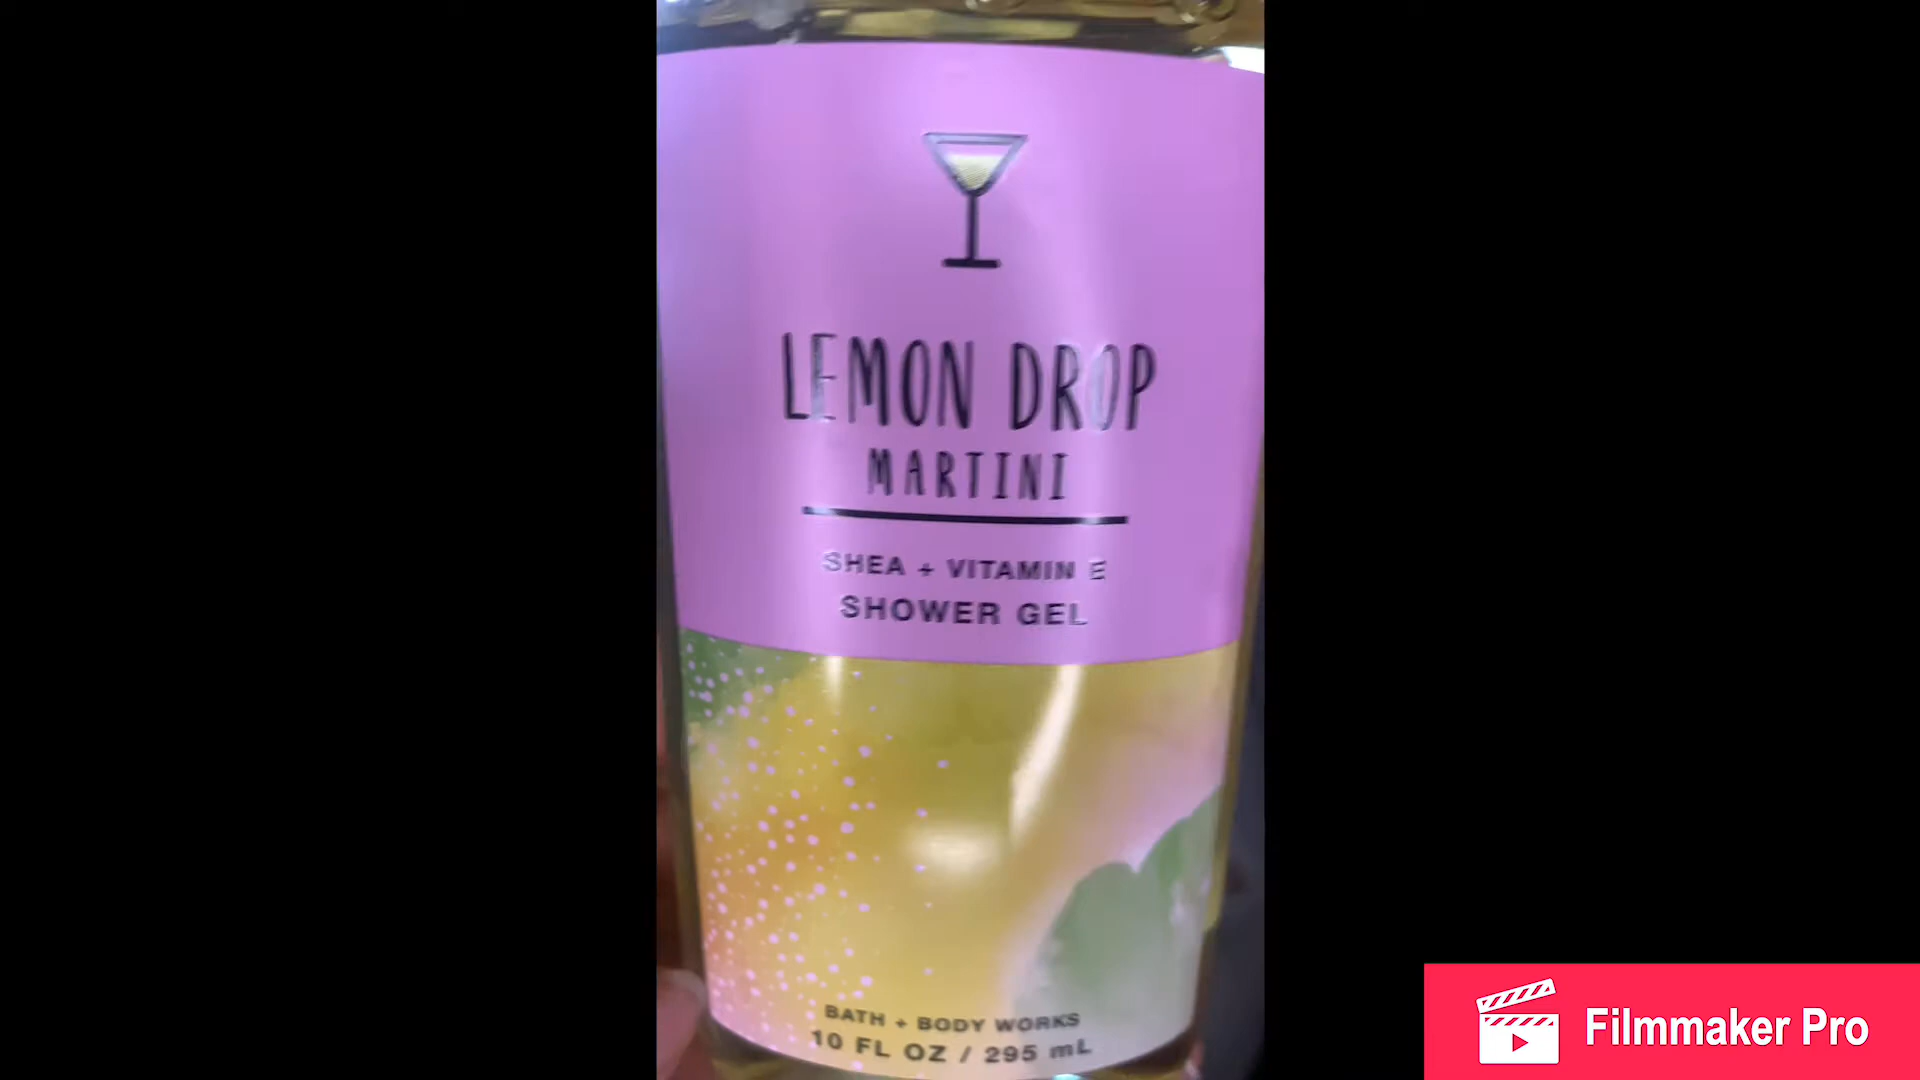 LEMON DROP
MARTINI
SHEA + VITAMIN E
SHOWER GEL
BATH + BODY WORKS
10 FL OZ / 295 mL
Filmmaker Pro